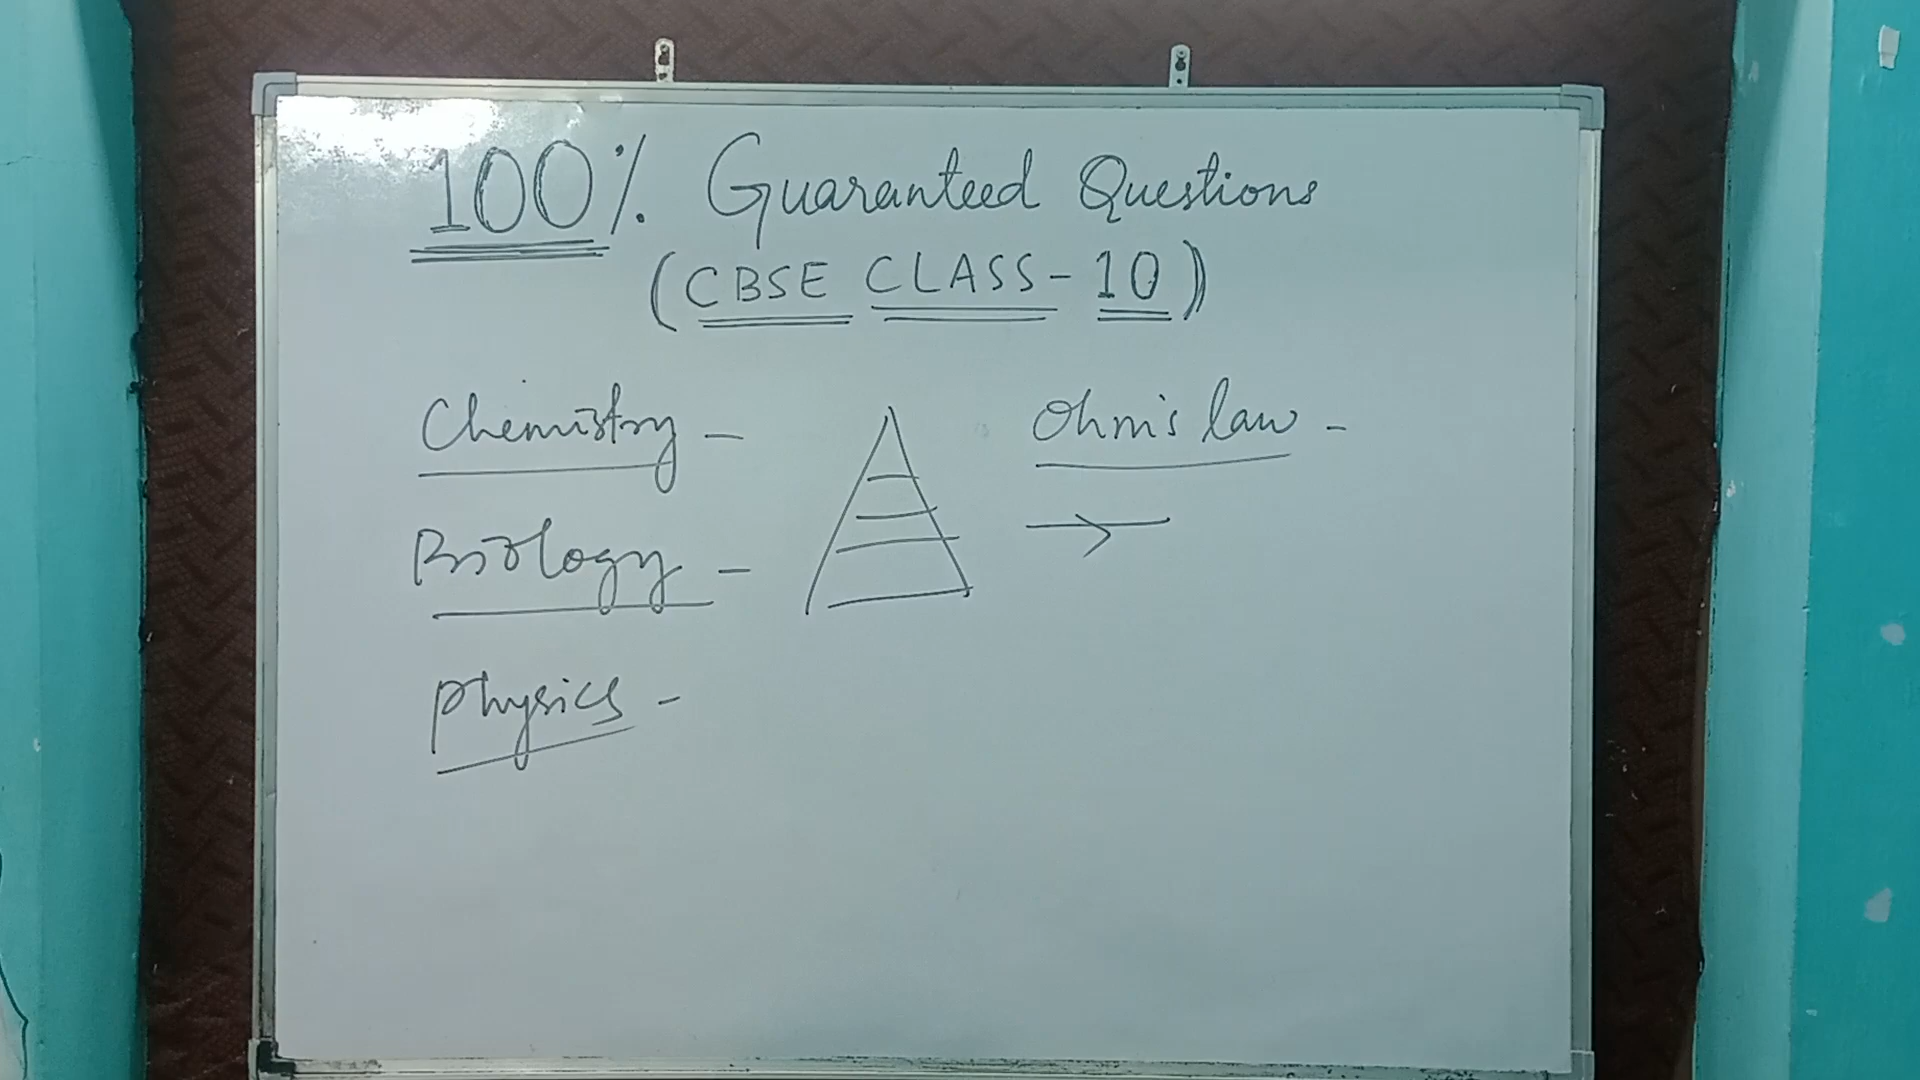 100% Guaranteed Questions
(CBSE CLASS-10)
Chemistry -
Biology -
Physics -
Ohm's law -